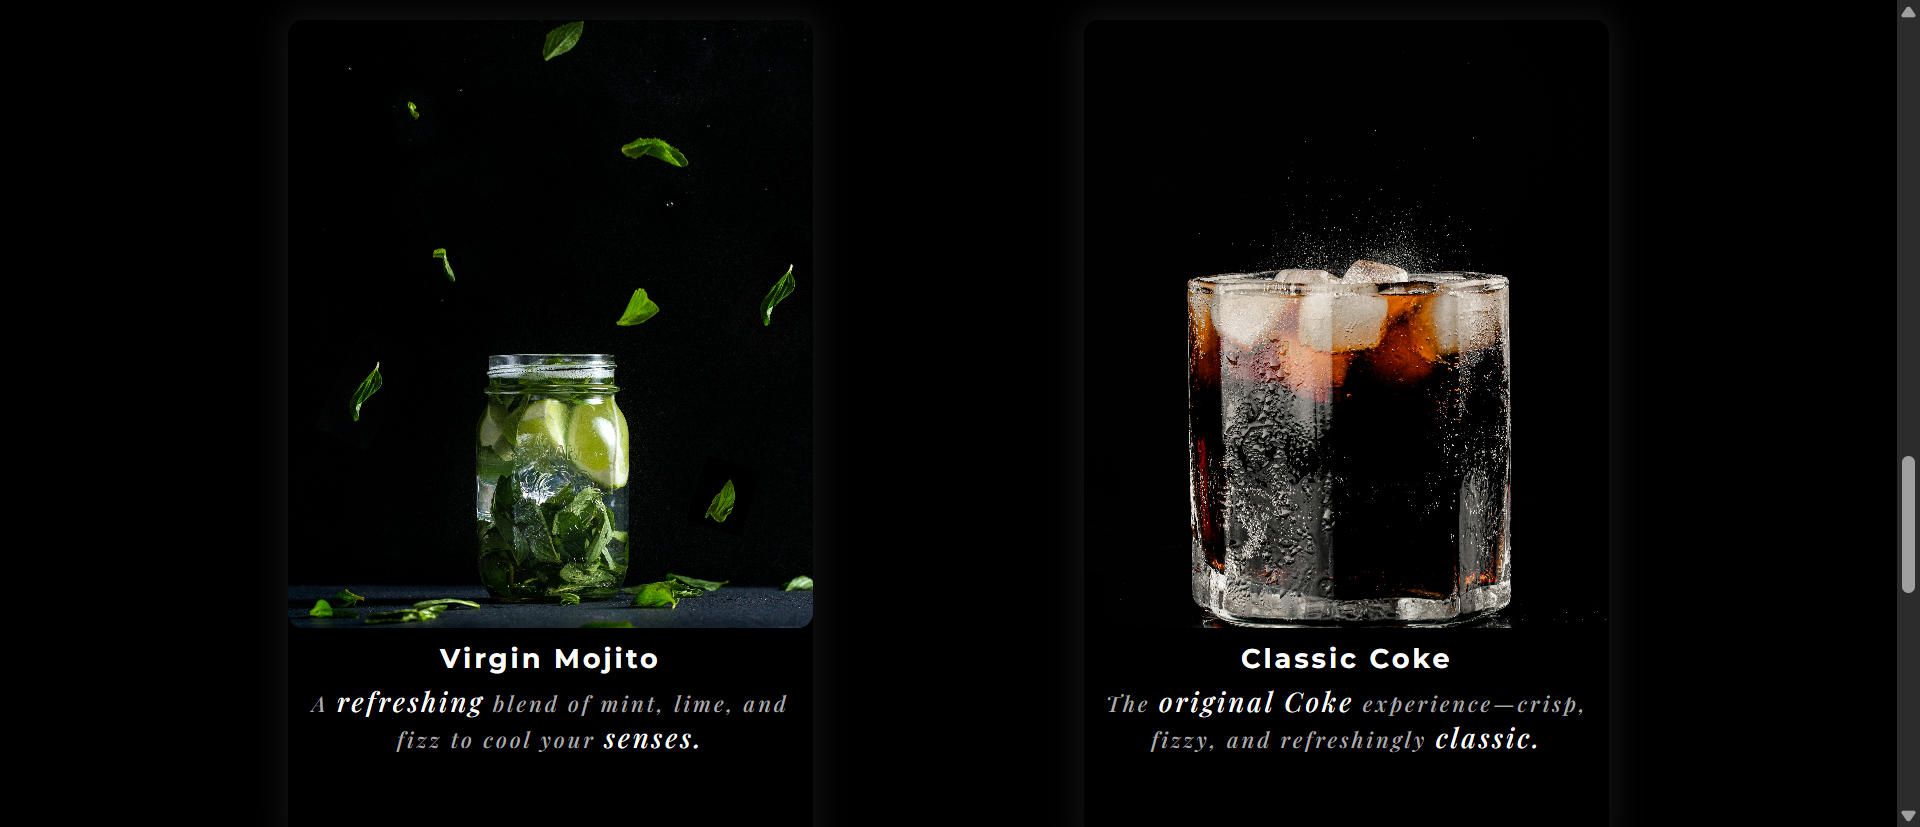 Virgin Mojito
A refreshing blend of mint, lime, and
fizz to cool your senses.
Classic Coke
The original Coke experience—crisp,
fizzy, and refreshingly classic.